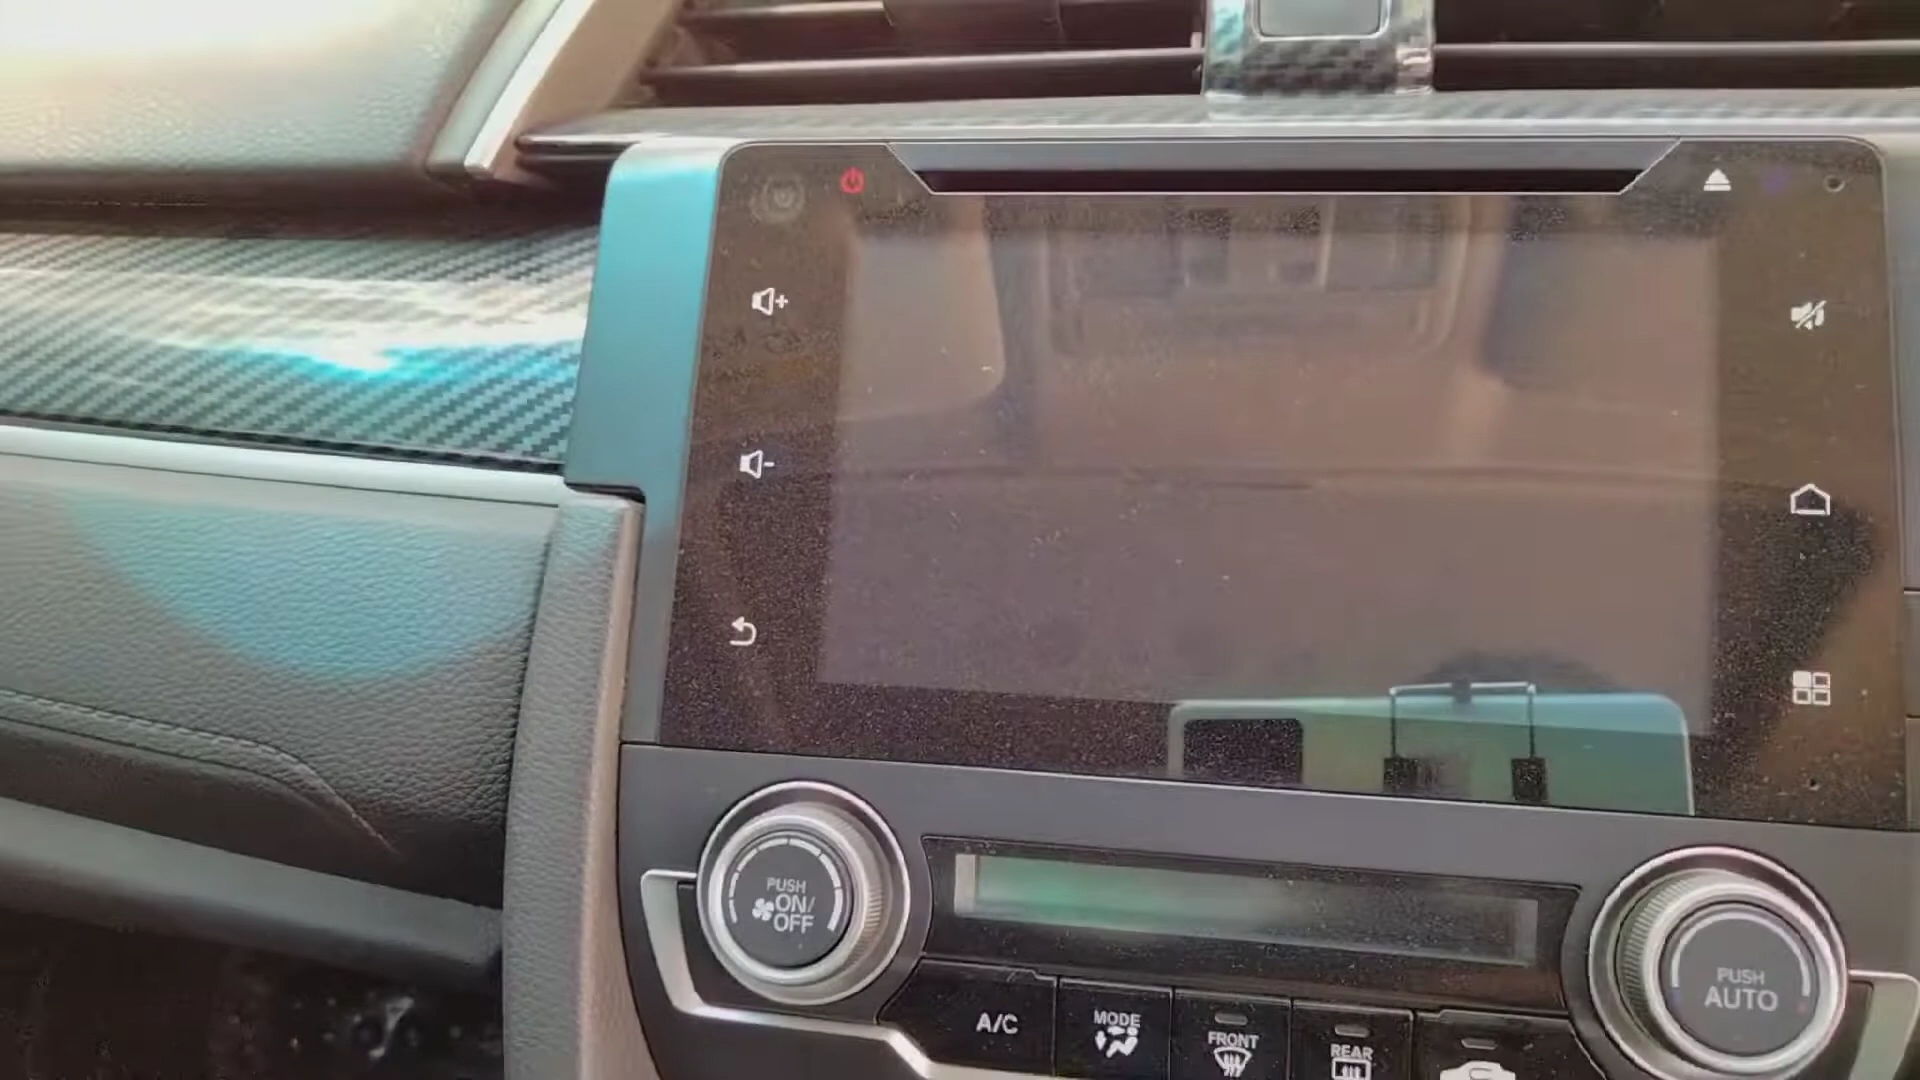 PUSH
ON/
OFF
A/C
MODE
FRONT
REAR
PUSH
AUTO